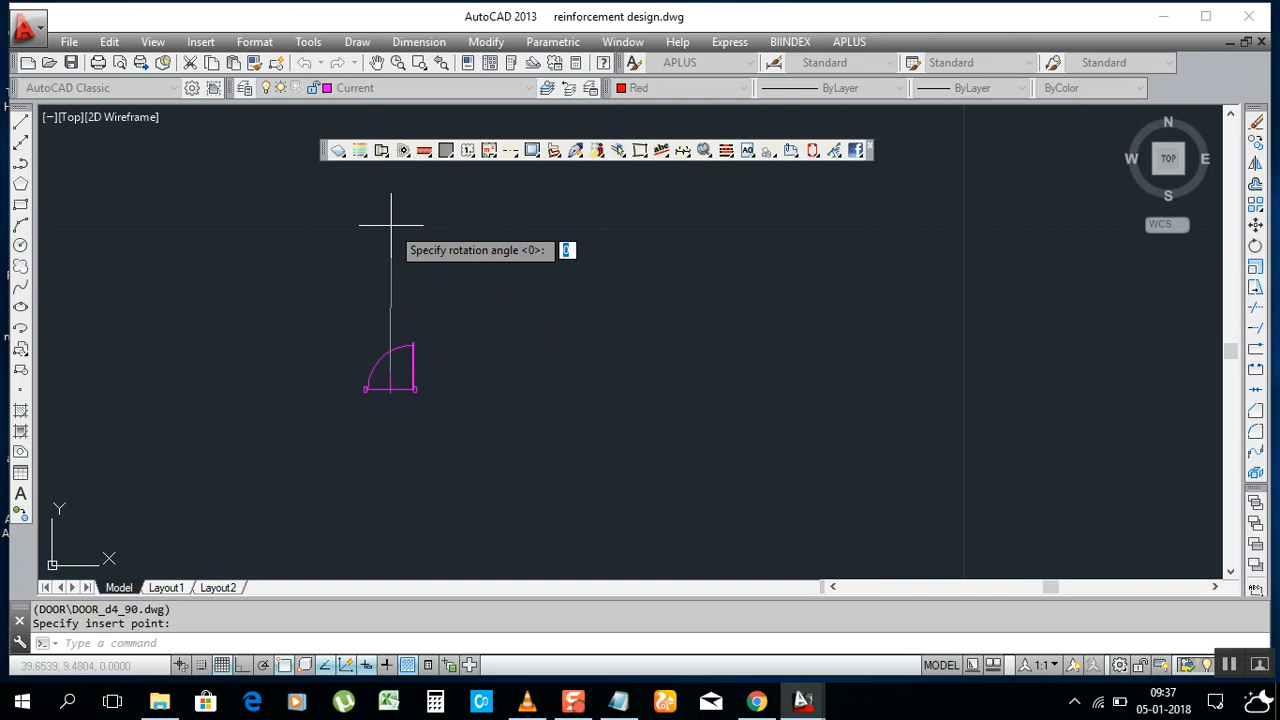 AutoCAD 2013 reinforcement design.dwg
File Edit View Insert Format Tools Draw Dimension Modify Parametric Window Help Express BIINDEX APLUS
APLUS Standard Standard Standard
AutoCAD Classic Current Red ByLayer ByLayer ByColor
[−][Top][2D Wireframe]
N
W TOP E
S
WCS
Specify rotation angle <0>: 0
Y
X
Model Layout1 Layout2
(DOOR\DOOR_d4_90.dwg)
Specify insert point:
Type a command
39.6539, 9.4804, 0.0000 MODEL 1:1
09:37
05-01-2018